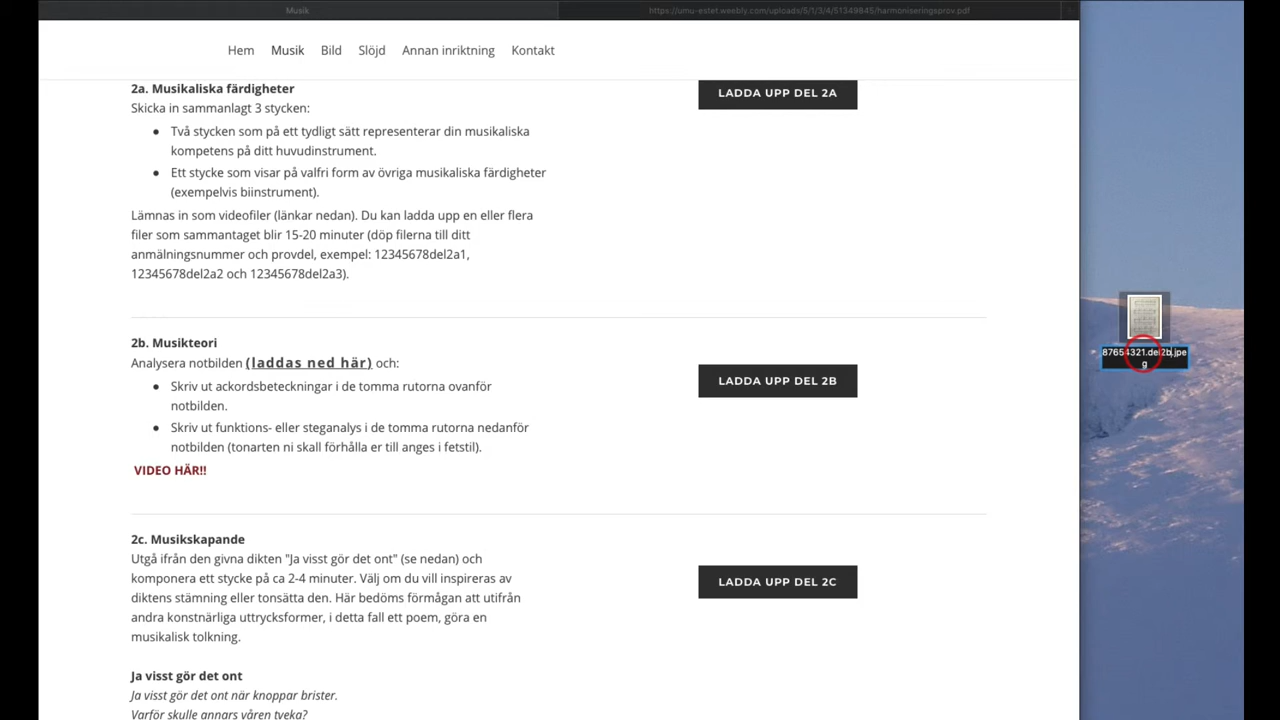 Musik
https://umu-estet.weebly.com/uploads/5/1/3/4/51349845/harmoniseringsprov.pdf
Hem Musik Bild Slöjd Annan inriktning Kontakt
2a. Musikaliska färdigheter
LADDA UPP DEL 2A
Skicka in sammanlagt 3 stycken:
● Två stycken som på ett tydligt sätt representerar din musikaliska
kompetens på ditt huvudinstrument.
● Ett stycke som visar på valfri form av övriga musikaliska färdigheter
(exempelvis biinstrument).
Lämnas in som videofiler (länkar nedan). Du kan ladda upp en eller flera
filer som sammantaget blir 15-20 minuter (döp filerna till ditt
anmälningsnummer och provdel, exempel: 12345678del2a1,
12345678del2a2 och 12345678del2a3).
2b. Musikteori
Analysera notbilden (laddas ned här) och:
● Skriv ut ackordsbeteckningar i de tomma rutorna ovanför
notbilden.
● Skriv ut funktions- eller steganalys i de tomma rutorna nedanför
notbilden (tonarten ni skall förhålla er till anges i fetstil).
VIDEO HÄR!!
LADDA UPP DEL 2B
87654321.del2b.jpe
g
2c. Musikskapande
Utgå ifrån den givna dikten "Ja visst gör det ont" (se nedan) och
komponera ett stycke på ca 2-4 minuter. Välj om du vill inspireras av
diktens stämning eller tonsätta den. Här bedöms förmågan att utifrån
andra konstnärliga uttrycksformer, i detta fall ett poem, göra en
musikalisk tolkning.
LADDA UPP DEL 2C
Ja visst gör det ont
Ja visst gör det ont när knoppar brister.
Varför skulle annars våren tveka?